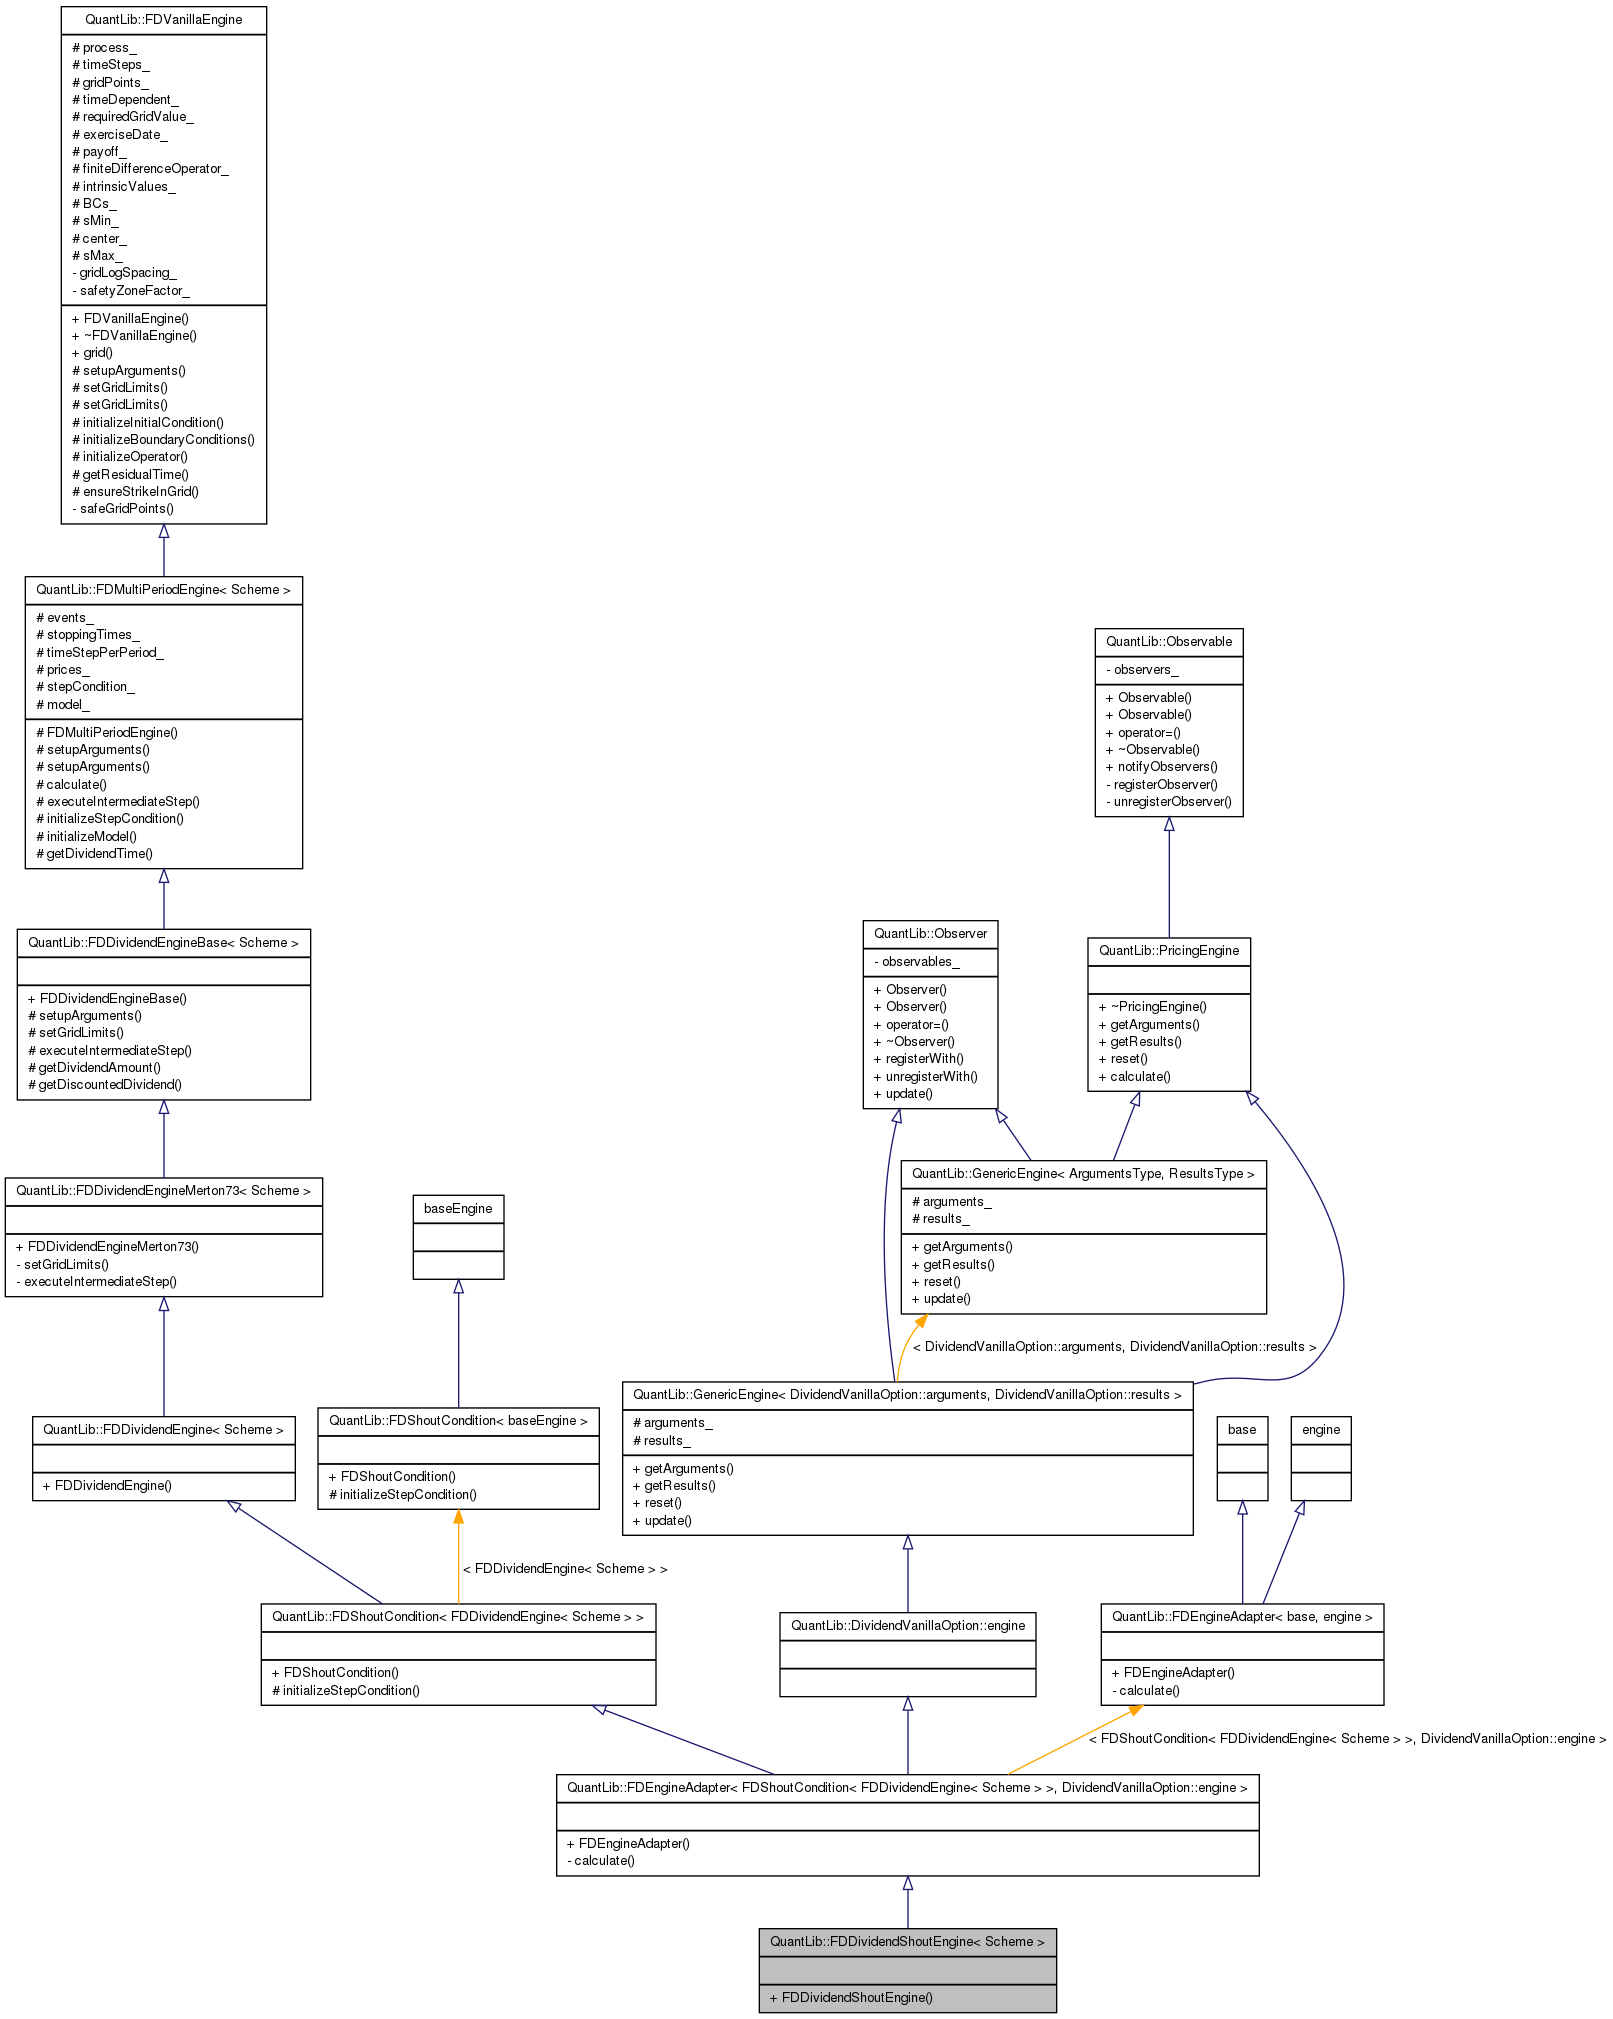 QuantLib::FDVanillaEngine
# process_
# timeSteps_
# gridPoints_
# timeDependent_
# requiredGridValue_
# exerciseDate_
# payoff_
# finiteDifferenceOperator_
# intrinsicValues_
# BCs_
# sMin_
# center_
# sMax_
- gridLogSpacing_
- safetyZoneFactor_
+ FDVanillaEngine()
+ ~FDVanillaEngine()
+ grid()
# setupArguments()
# setGridLimits()
# setGridLimits()
# initializeInitialCondition()
# initializeBoundaryConditions()
# initializeOperator()
# getResidualTime()
# ensureStrikeInGrid()
- safeGridPoints()
QuantLib::FDMultiPeriodEngine< Scheme >
# events_
# stoppingTimes_
# timeStepPerPeriod_
# prices_
# stepCondition_
# model_
# FDMultiPeriodEngine()
# setupArguments()
# setupArguments()
# calculate()
# executeIntermediateStep()
# initializeStepCondition()
# initializeModel()
# getDividendTime()
QuantLib::Observable
- observers_
+ Observable()
+ Observable()
+ operator=()
+ ~Observable()
+ notifyObservers()
- registerObserver()
- unregisterObserver()
QuantLib::FDDividendEngineBase< Scheme >
+ FDDividendEngineBase()
# setupArguments()
# setGridLimits()
# executeIntermediateStep()
# getDividendAmount()
# getDiscountedDividend()
QuantLib::Observer
- observables_
+ Observer()
+ Observer()
+ operator=()
+ ~Observer()
+ registerWith()
+ unregisterWith()
+ update()
QuantLib::PricingEngine
+ ~PricingEngine()
+ getArguments()
+ getResults()
+ reset()
+ calculate()
QuantLib::FDDividendEngineMerton73< Scheme >
+ FDDividendEngineMerton73()
- setGridLimits()
- executeIntermediateStep()
baseEngine
QuantLib::GenericEngine< ArgumentsType, ResultsType >
# arguments_
# results_
+ getArguments()
+ getResults()
+ reset()
+ update()
< DividendVanillaOption::arguments, DividendVanillaOption::results >
QuantLib::FDDividendEngine< Scheme >
+ FDDividendEngine()
QuantLib::FDShoutCondition< baseEngine >
+ FDShoutCondition()
# initializeStepCondition()
QuantLib::GenericEngine< DividendVanillaOption::arguments, DividendVanillaOption::results >
# arguments_
# results_
+ getArguments()
+ getResults()
+ reset()
+ update()
base
engine
< FDDividendEngine< Scheme > >
QuantLib::FDShoutCondition< FDDividendEngine< Scheme > >
+ FDShoutCondition()
# initializeStepCondition()
QuantLib::DividendVanillaOption::engine
QuantLib::FDEngineAdapter< base, engine >
+ FDEngineAdapter()
- calculate()
< FDShoutCondition< FDDividendEngine< Scheme > >, DividendVanillaOption::engine >
QuantLib::FDEngineAdapter< FDShoutCondition< FDDividendEngine< Scheme > >, DividendVanillaOption::engine >
+ FDEngineAdapter()
- calculate()
QuantLib::FDDividendShoutEngine< Scheme >
+ FDDividendShoutEngine()